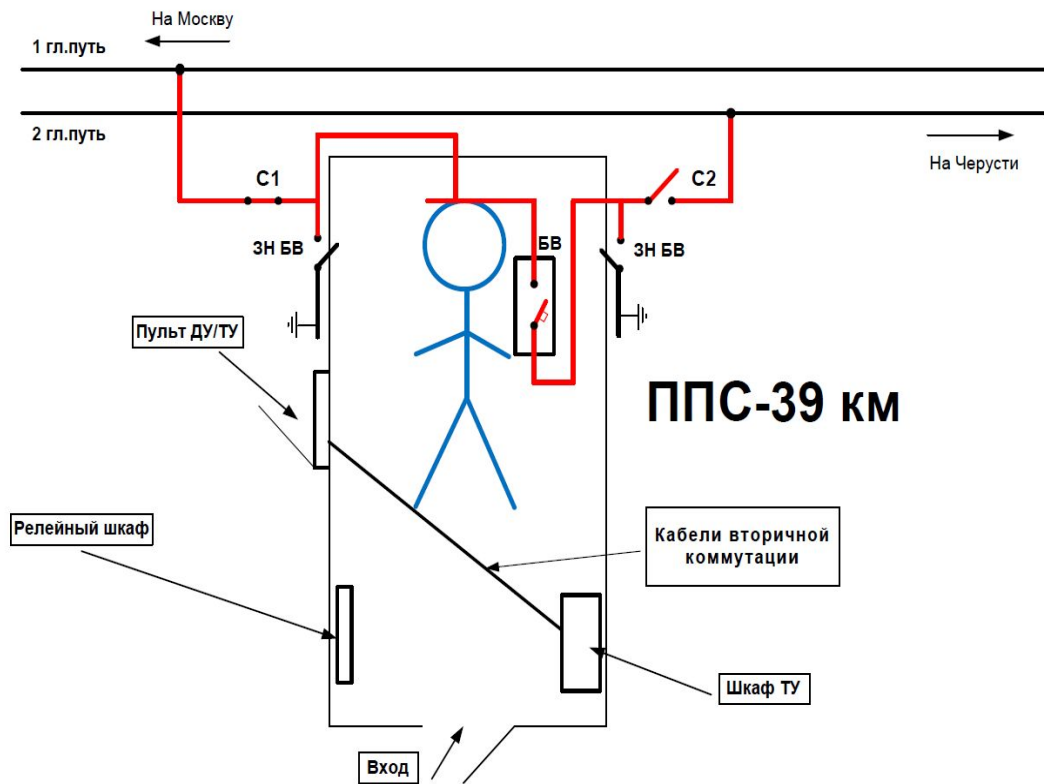 На Москву
1 гл.путь
2 гл.путь
На Черусти
С1
С2
ЗН БВ
БВ
ЗН БВ
Пульт ДУ/ТУ
ППС-39 км
Релейный шкаф
Кабели вторичной
коммутации
Шкаф ТУ
Вход